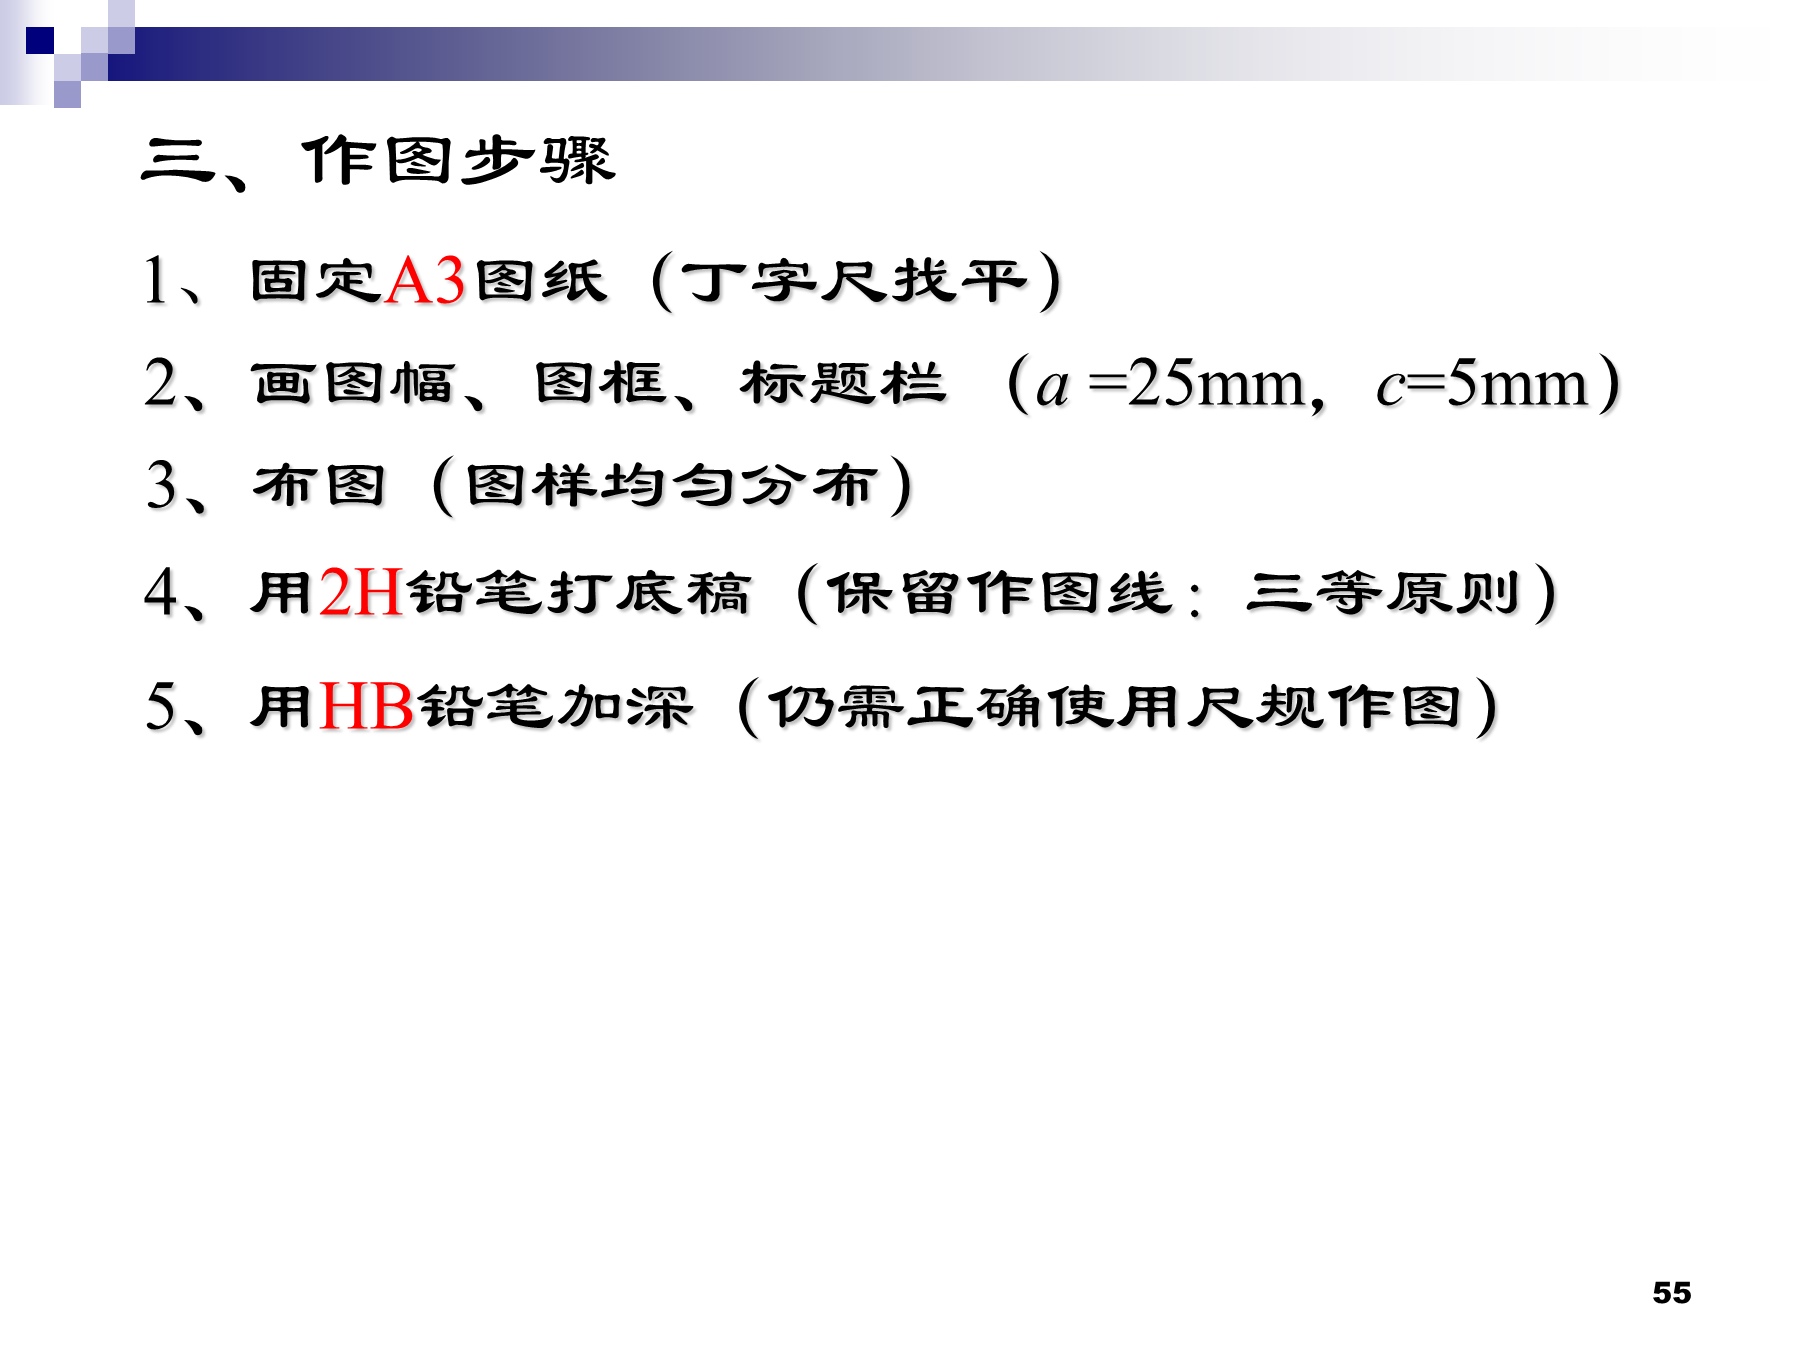 三、作图步骤
1、固定A3图纸（丁字尺找平）
2、画图幅、图框、标题栏 （a =25mm，c=5mm）
3、布图（图样均匀分布）
4、用2H铅笔打底稿（保留作图线：三等原则）
5、用HB铅笔加深（仍需正确使用尺规作图）
55